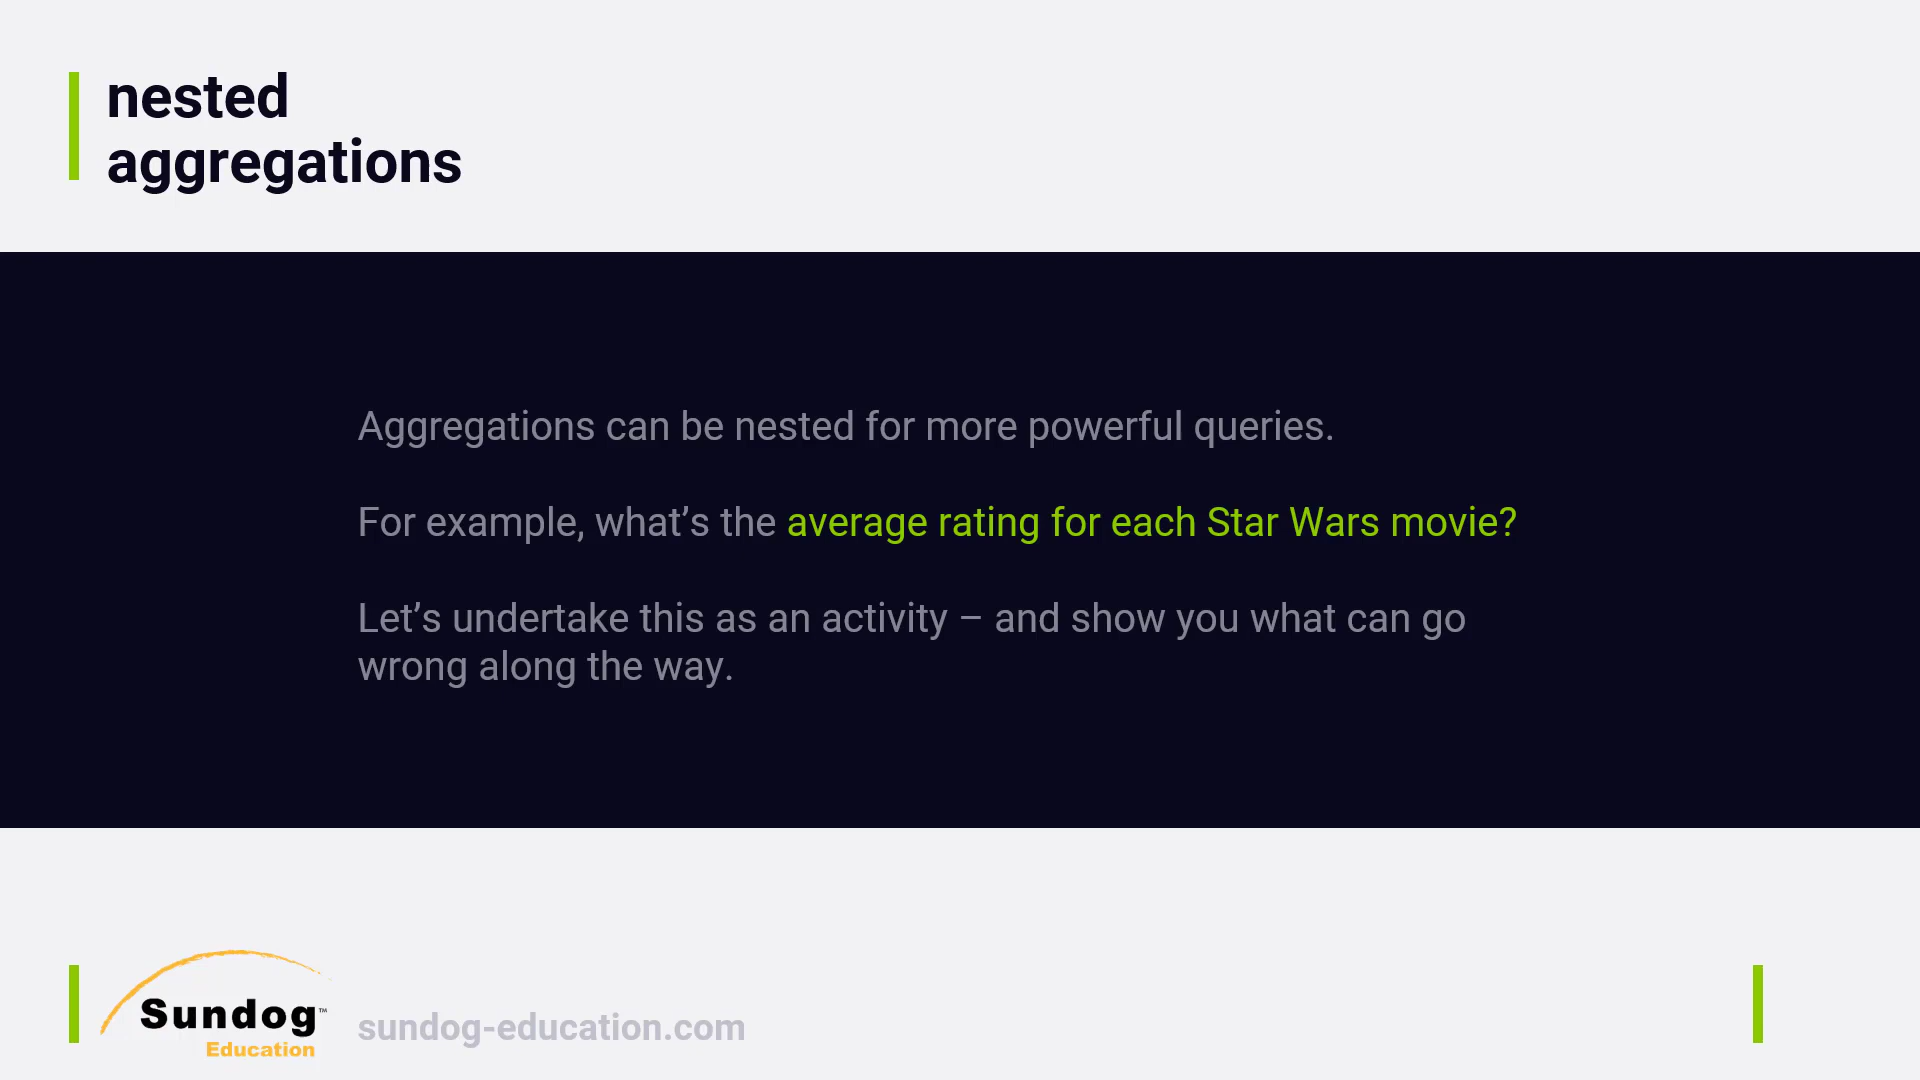 nested
aggregations
Aggregations can be nested for more powerful queries.
For example, what’s the average rating for each Star Wars movie?
Let’s undertake this as an activity – and show you what can go
wrong along the way.
Sundog™
Education
sundog-education.com